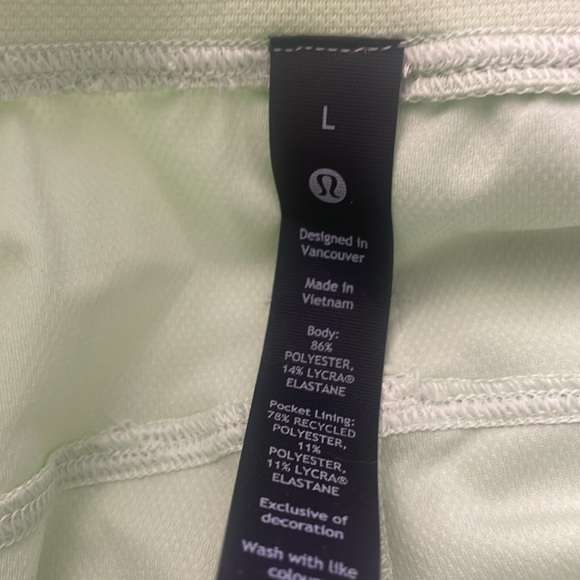 L
Designed in
Vancouver
Made in
Vietnam
Body:
86%
POLYESTER,
14% LYCRA®
ELASTANE
Pocket Lining:
78% RECYCLED
POLYESTER,
11%
POLYESTER,
11% LYCRA®
ELASTANE
Exclusive of
decoration
Wash with like